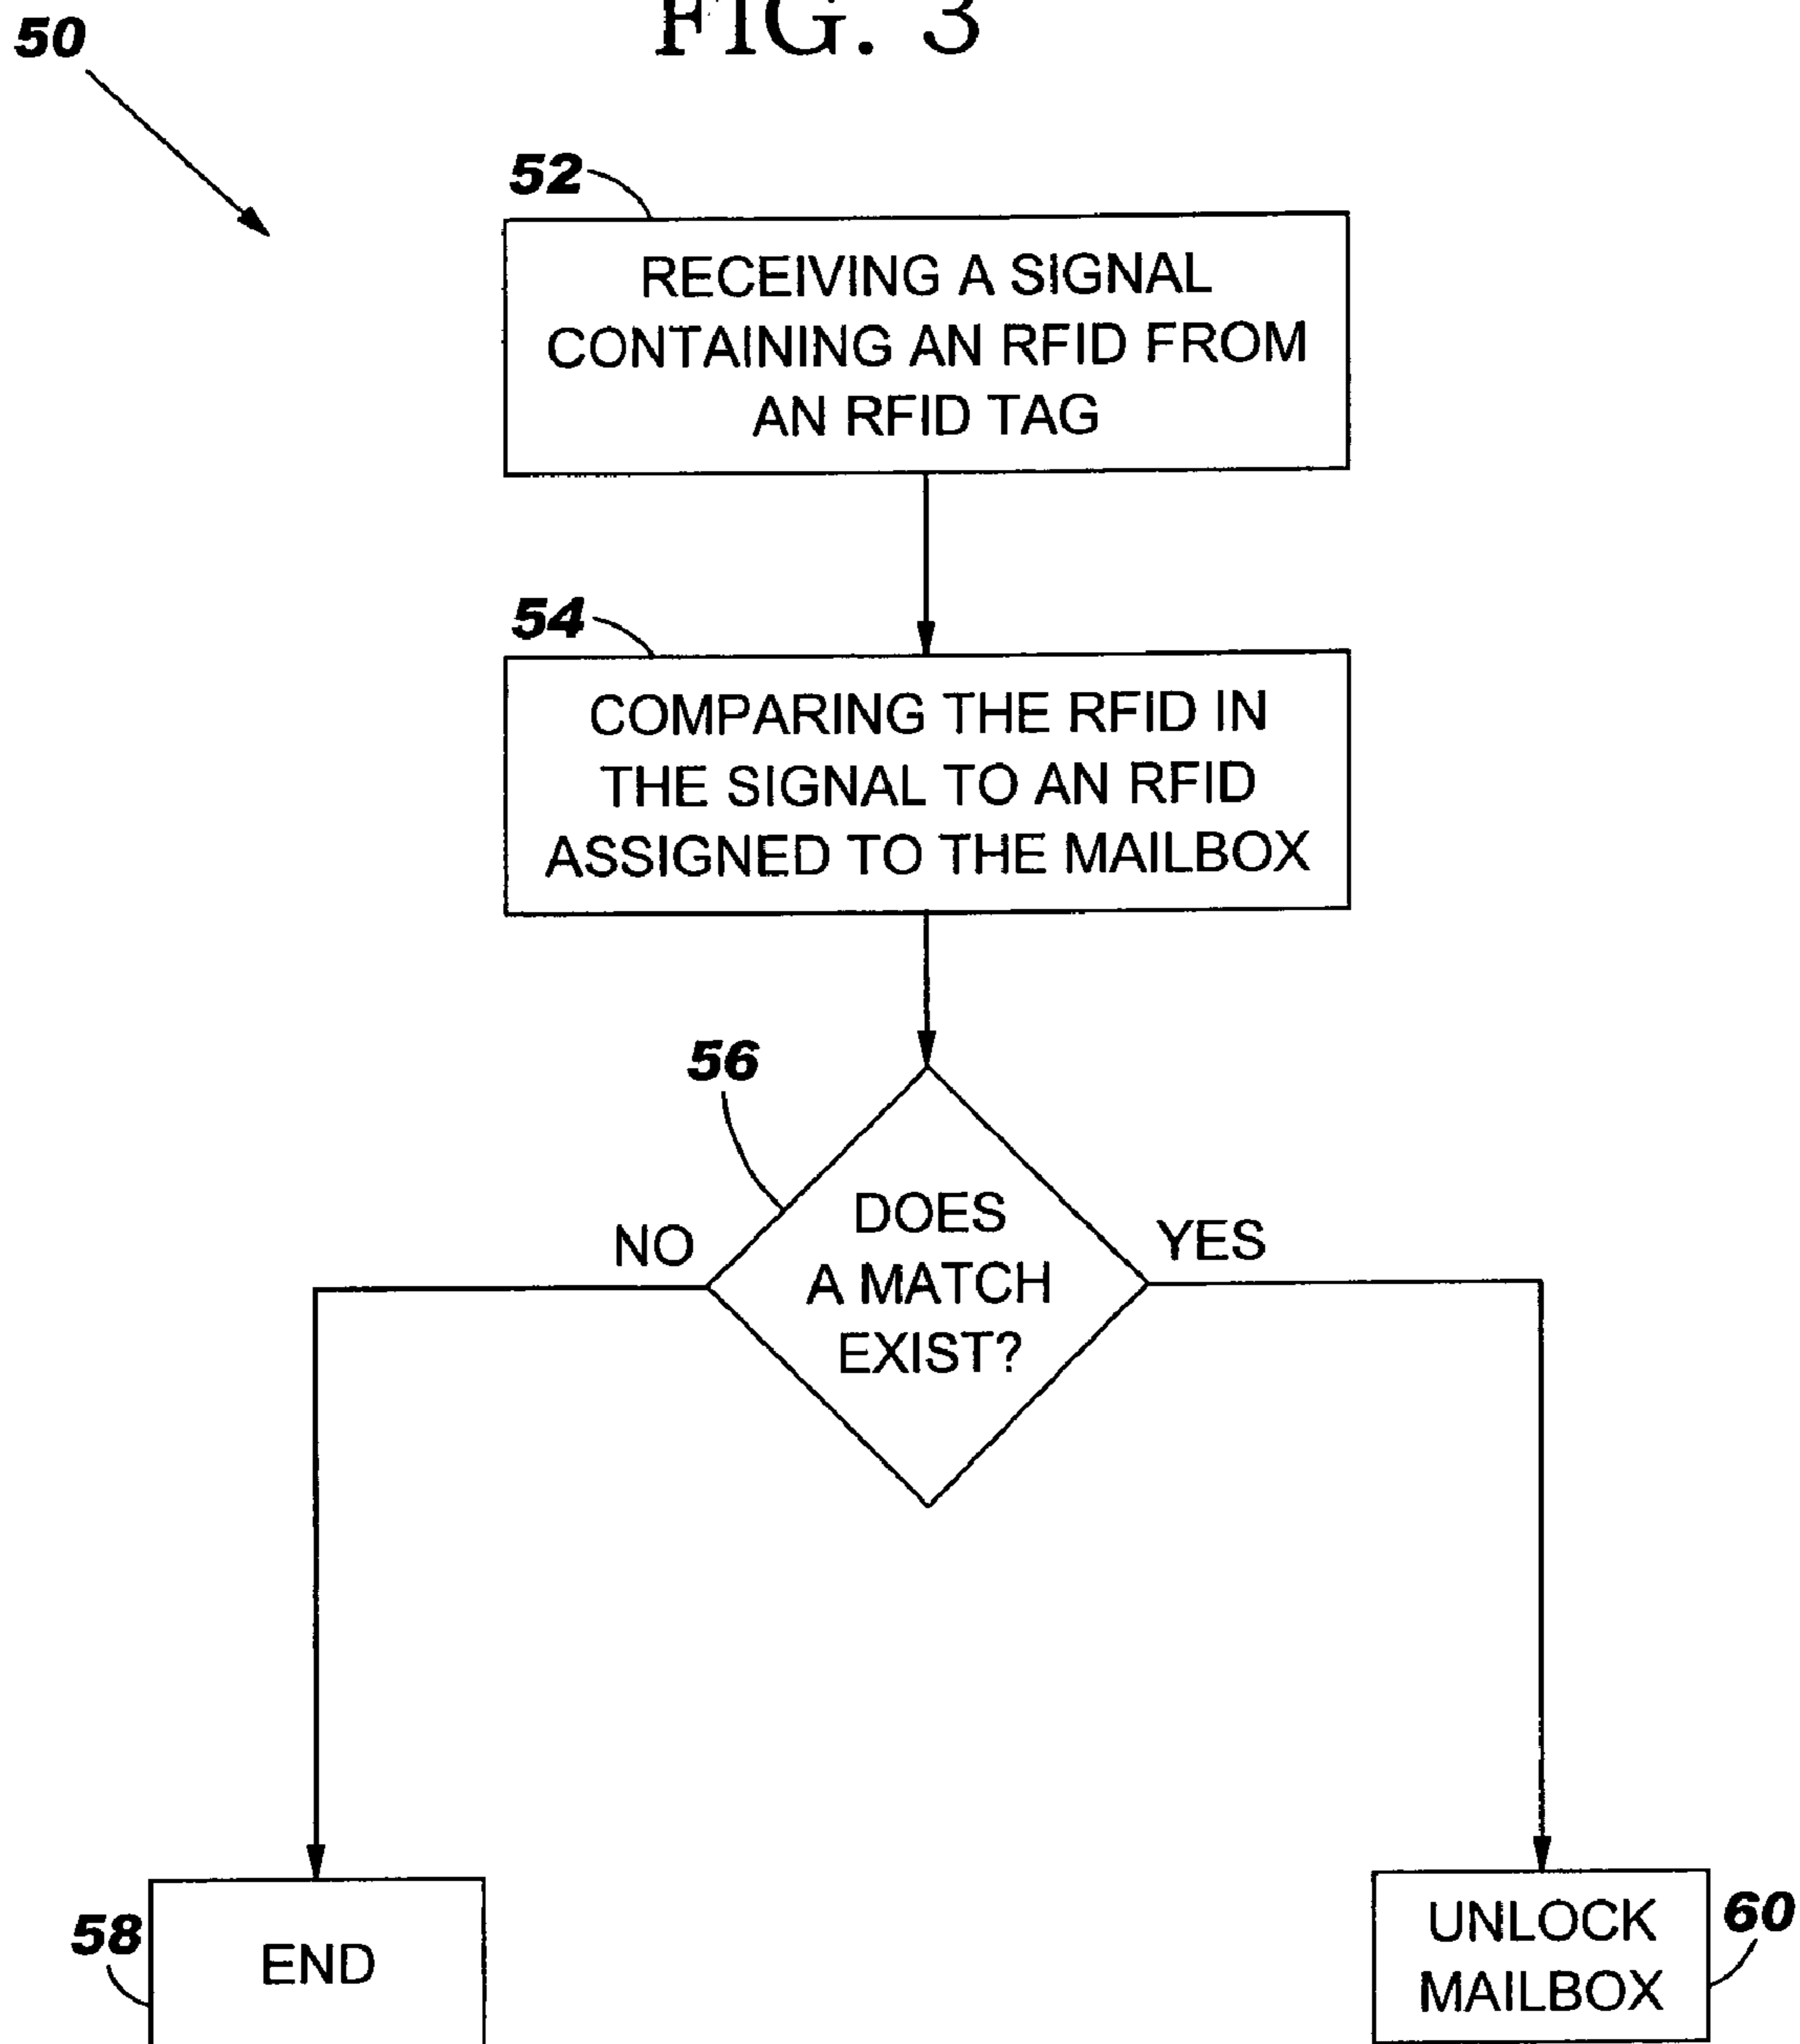 FIG. 3
50
52
RECEIVING A SIGNAL
CONTAINING AN RFID FROM
AN RFID TAG
54
COMPARING THE RFID IN
THE SIGNAL TO AN RFID
ASSIGNED TO THE MAILBOX
56
DOES
A MATCH
EXIST?
NO
YES
58
END
UNLOCK
MAILBOX
60